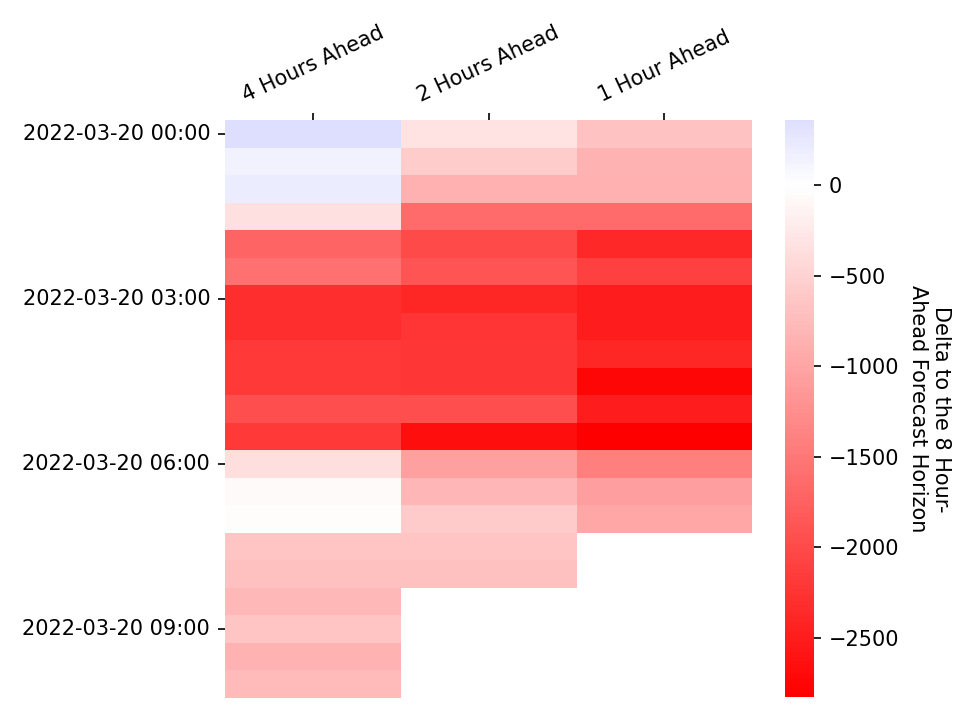 4 Hours Ahead
2 Hours Ahead
1 Hour Ahead
2022-03-20 00:00
2022-03-20 03:00
2022-03-20 06:00
2022-03-20 09:00
0
−500
−1000
−1500
−2000
−2500
Delta to the 8 Hour-
Ahead Forecast Horizon